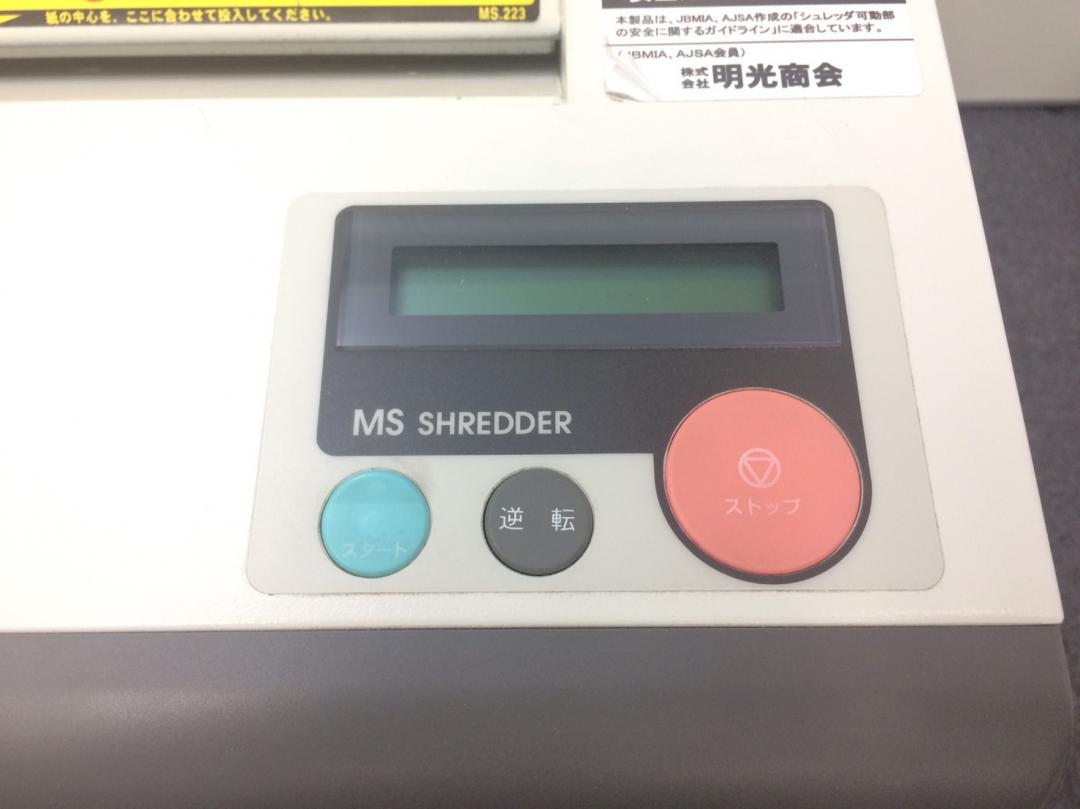 紙の中心を、ここに合わせて投入してください。 MS.223
本製品は、JBMIA、AJSA作成の「シュレッダ可動部
の安全に関するガイドライン」に適合しています。
BMIA、AJSA会員)
株式
会社 明光商会
MS SHREDDER
スタート
逆 転
ストップ